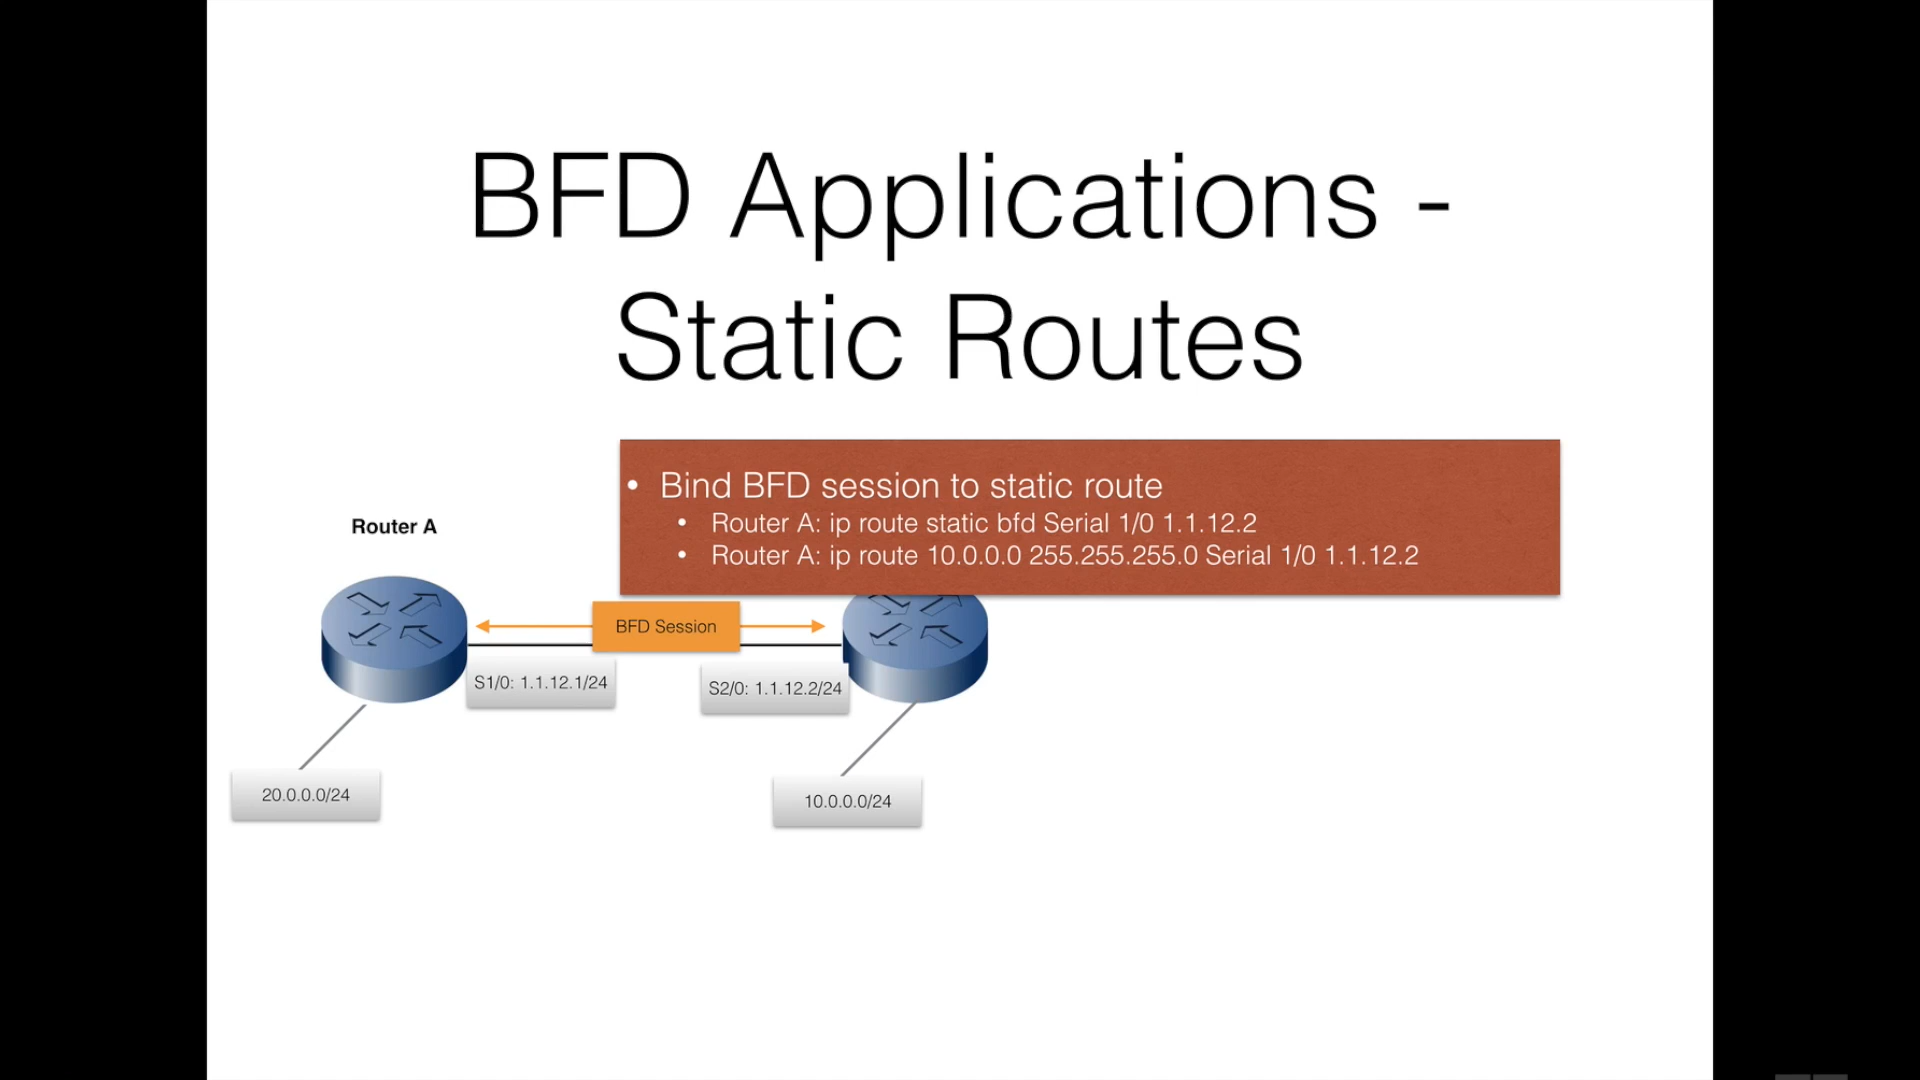 BFD Applications -
Static Routes
• Bind BFD session to static route
• Router A: ip route static bfd Serial 1/0 1.1.12.2
• Router A: ip route 10.0.0.0 255.255.255.0 Serial 1/0 1.1.12.2
Router A
BFD Session
S1/0: 1.1.12.1/24
S2/0: 1.1.12.2/24
20.0.0.0/24
10.0.0.0/24